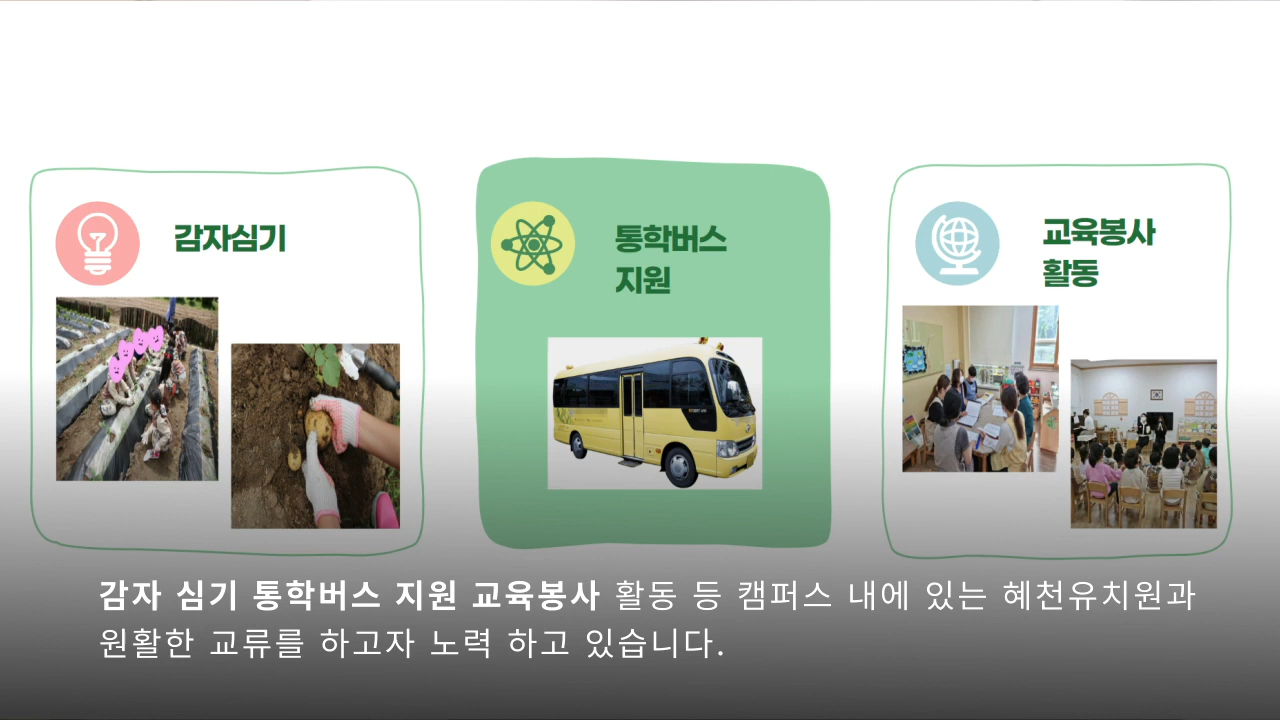 감자심기
통학버스
지원
교육봉사
활동
감자 심기 통학버스 지원 교육봉사 활동 등 캠퍼스 내에 있는 혜천유치원과
원활한 교류를 하고자 노력 하고 있습니다.